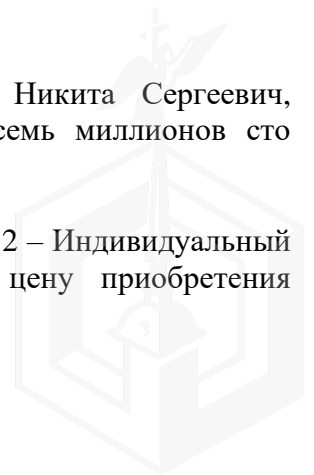 Никита Сергеевич,
семь миллионов сто
2 – Индивидуальный
цену приобретения